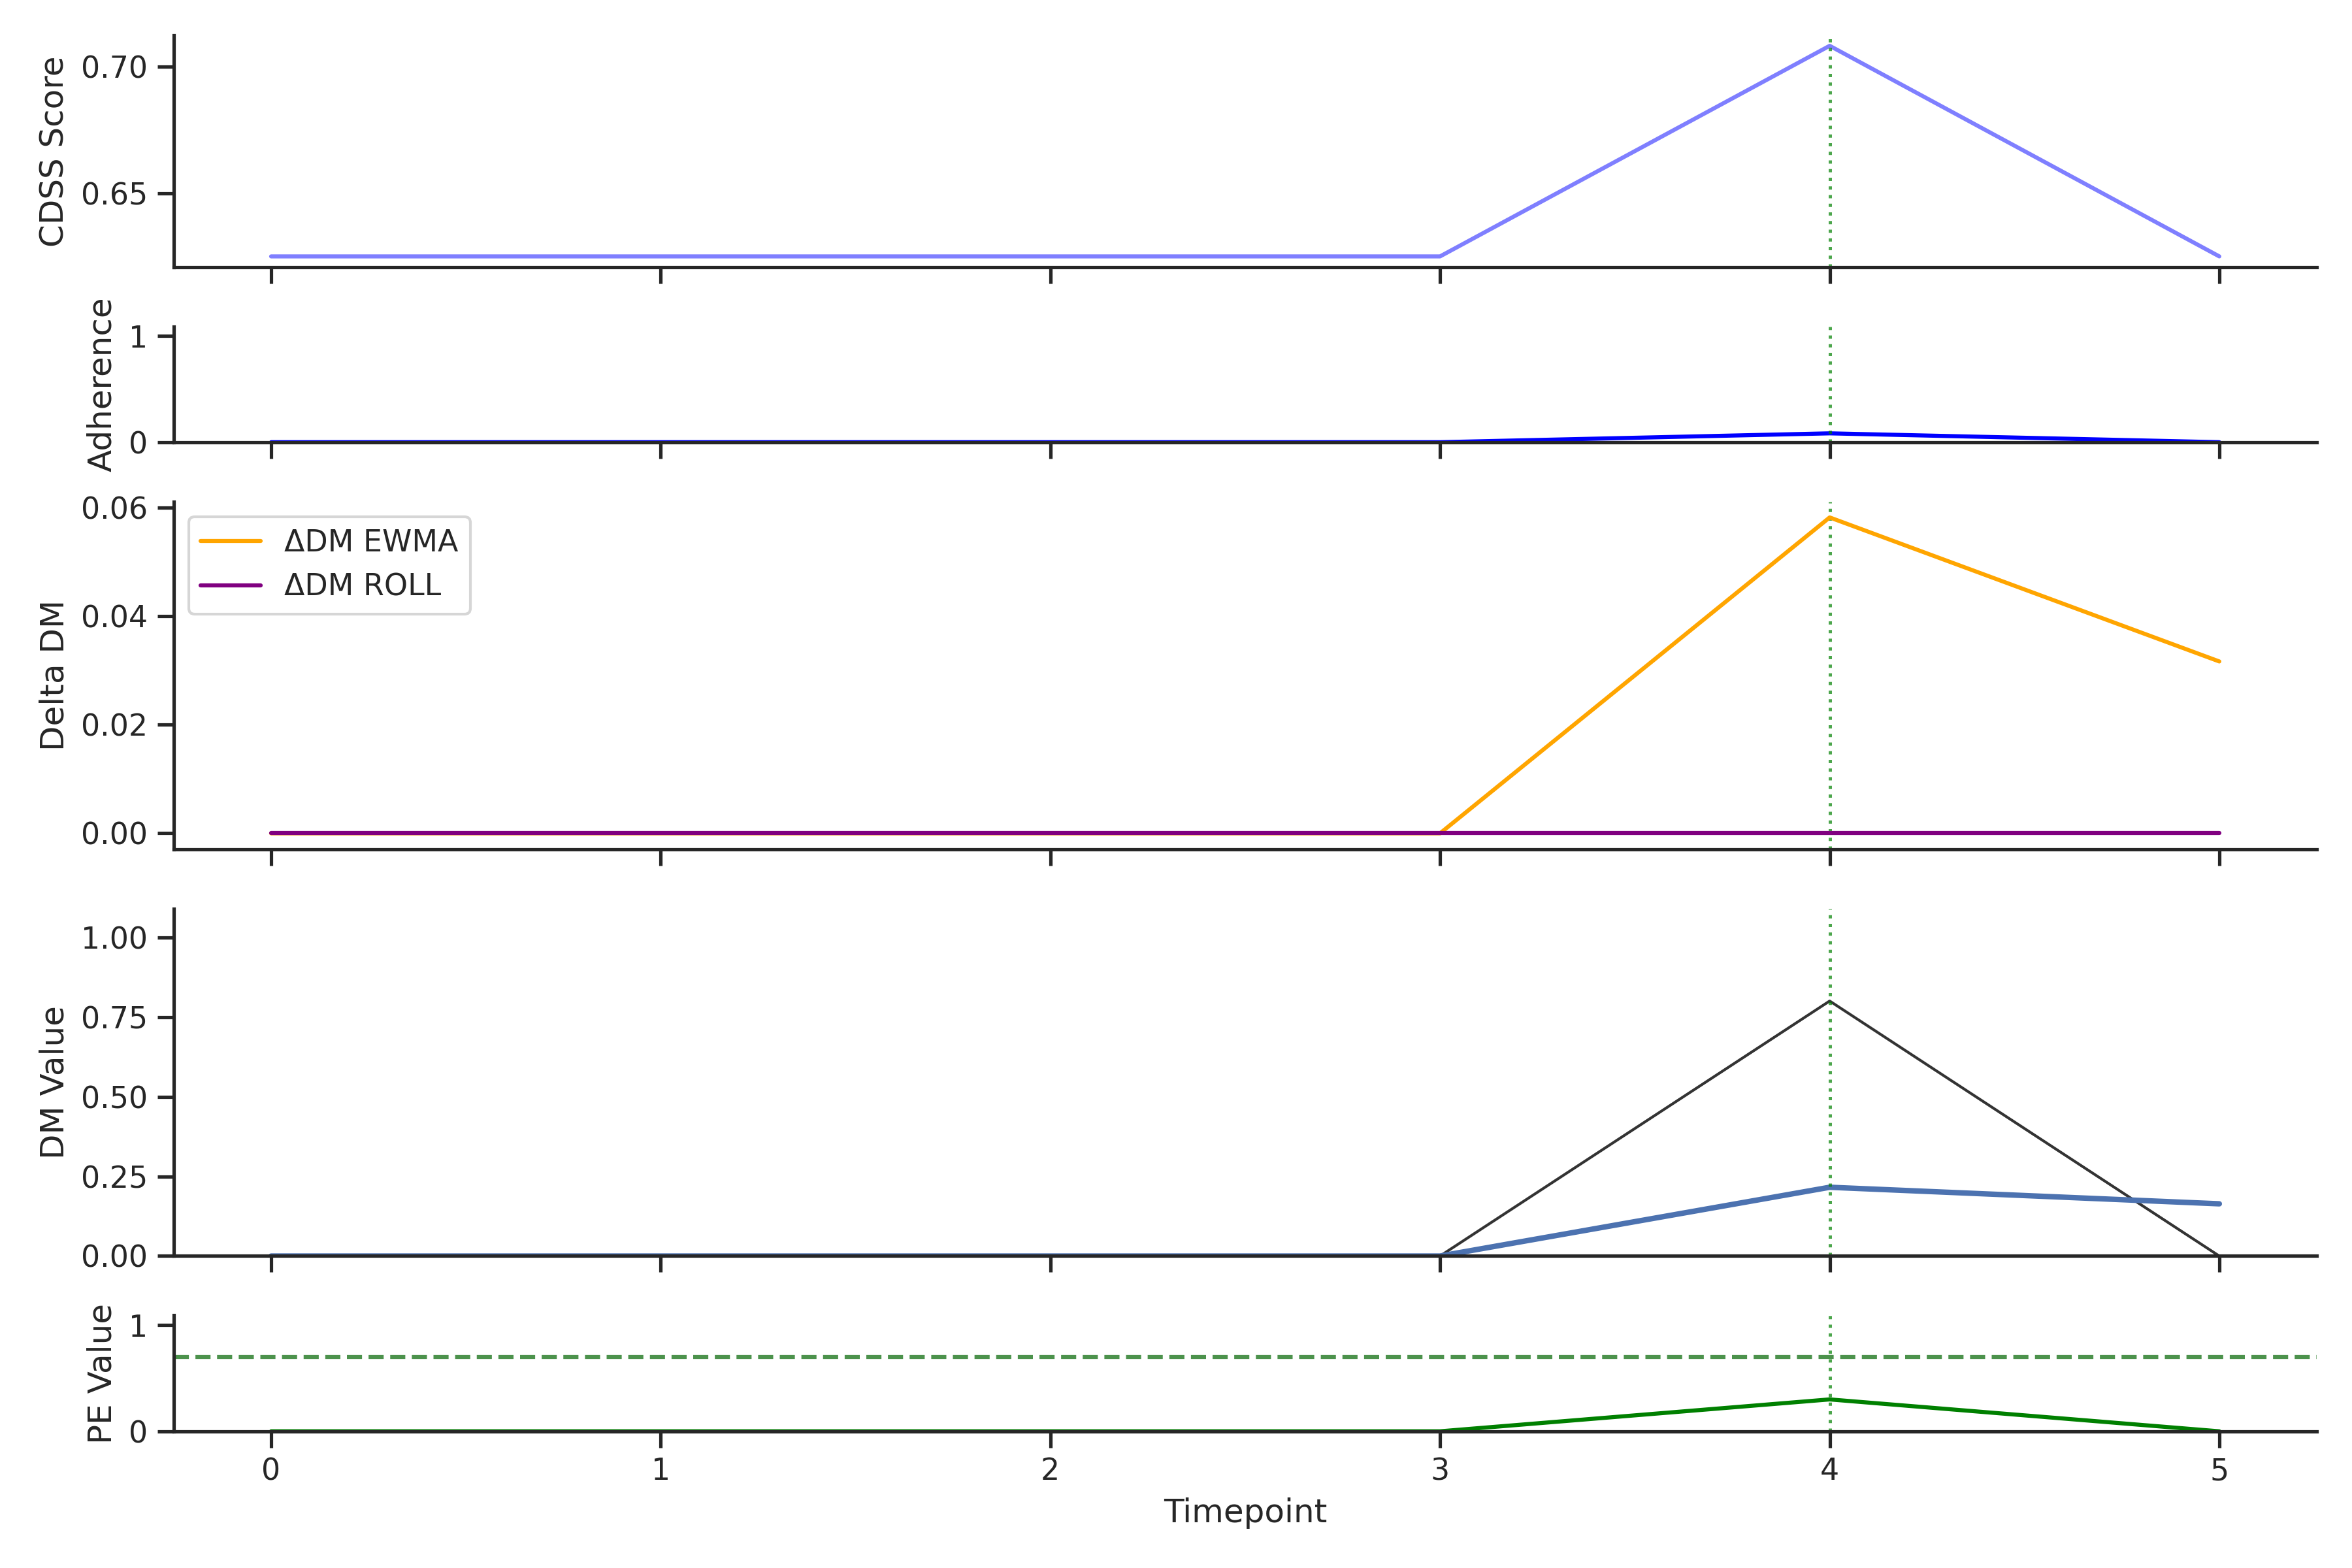 CDSS Score
0.70
0.65
Adherence
1
0
Delta DM
0.06
0.04
0.02
0.00
ΔDM EWMA
ΔDM ROLL
DM Value
1.00
0.75
0.50
0.25
0.00
PE Value
1
0
0 1 2 3 4 5
Timepoint